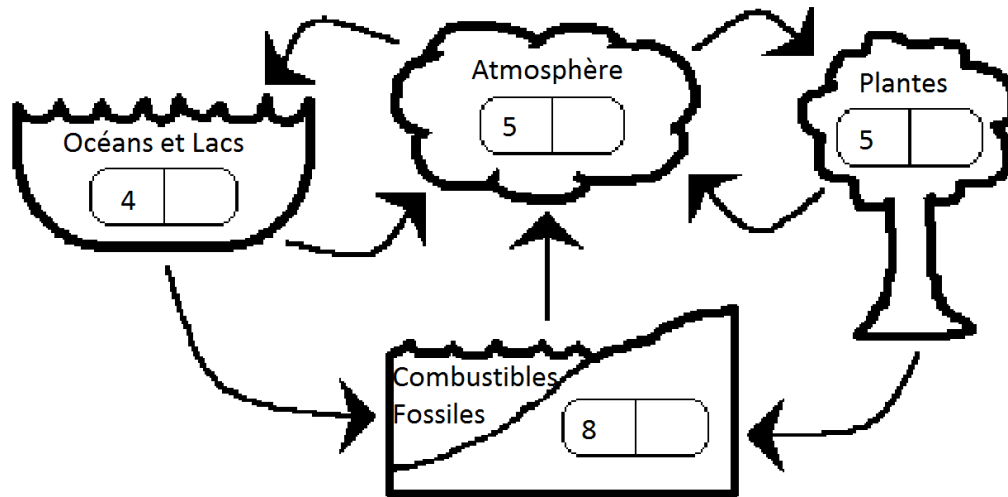 Atmosphère
5
Plantes
5
Océans et Lacs
4
Combustibles
Fossiles
8